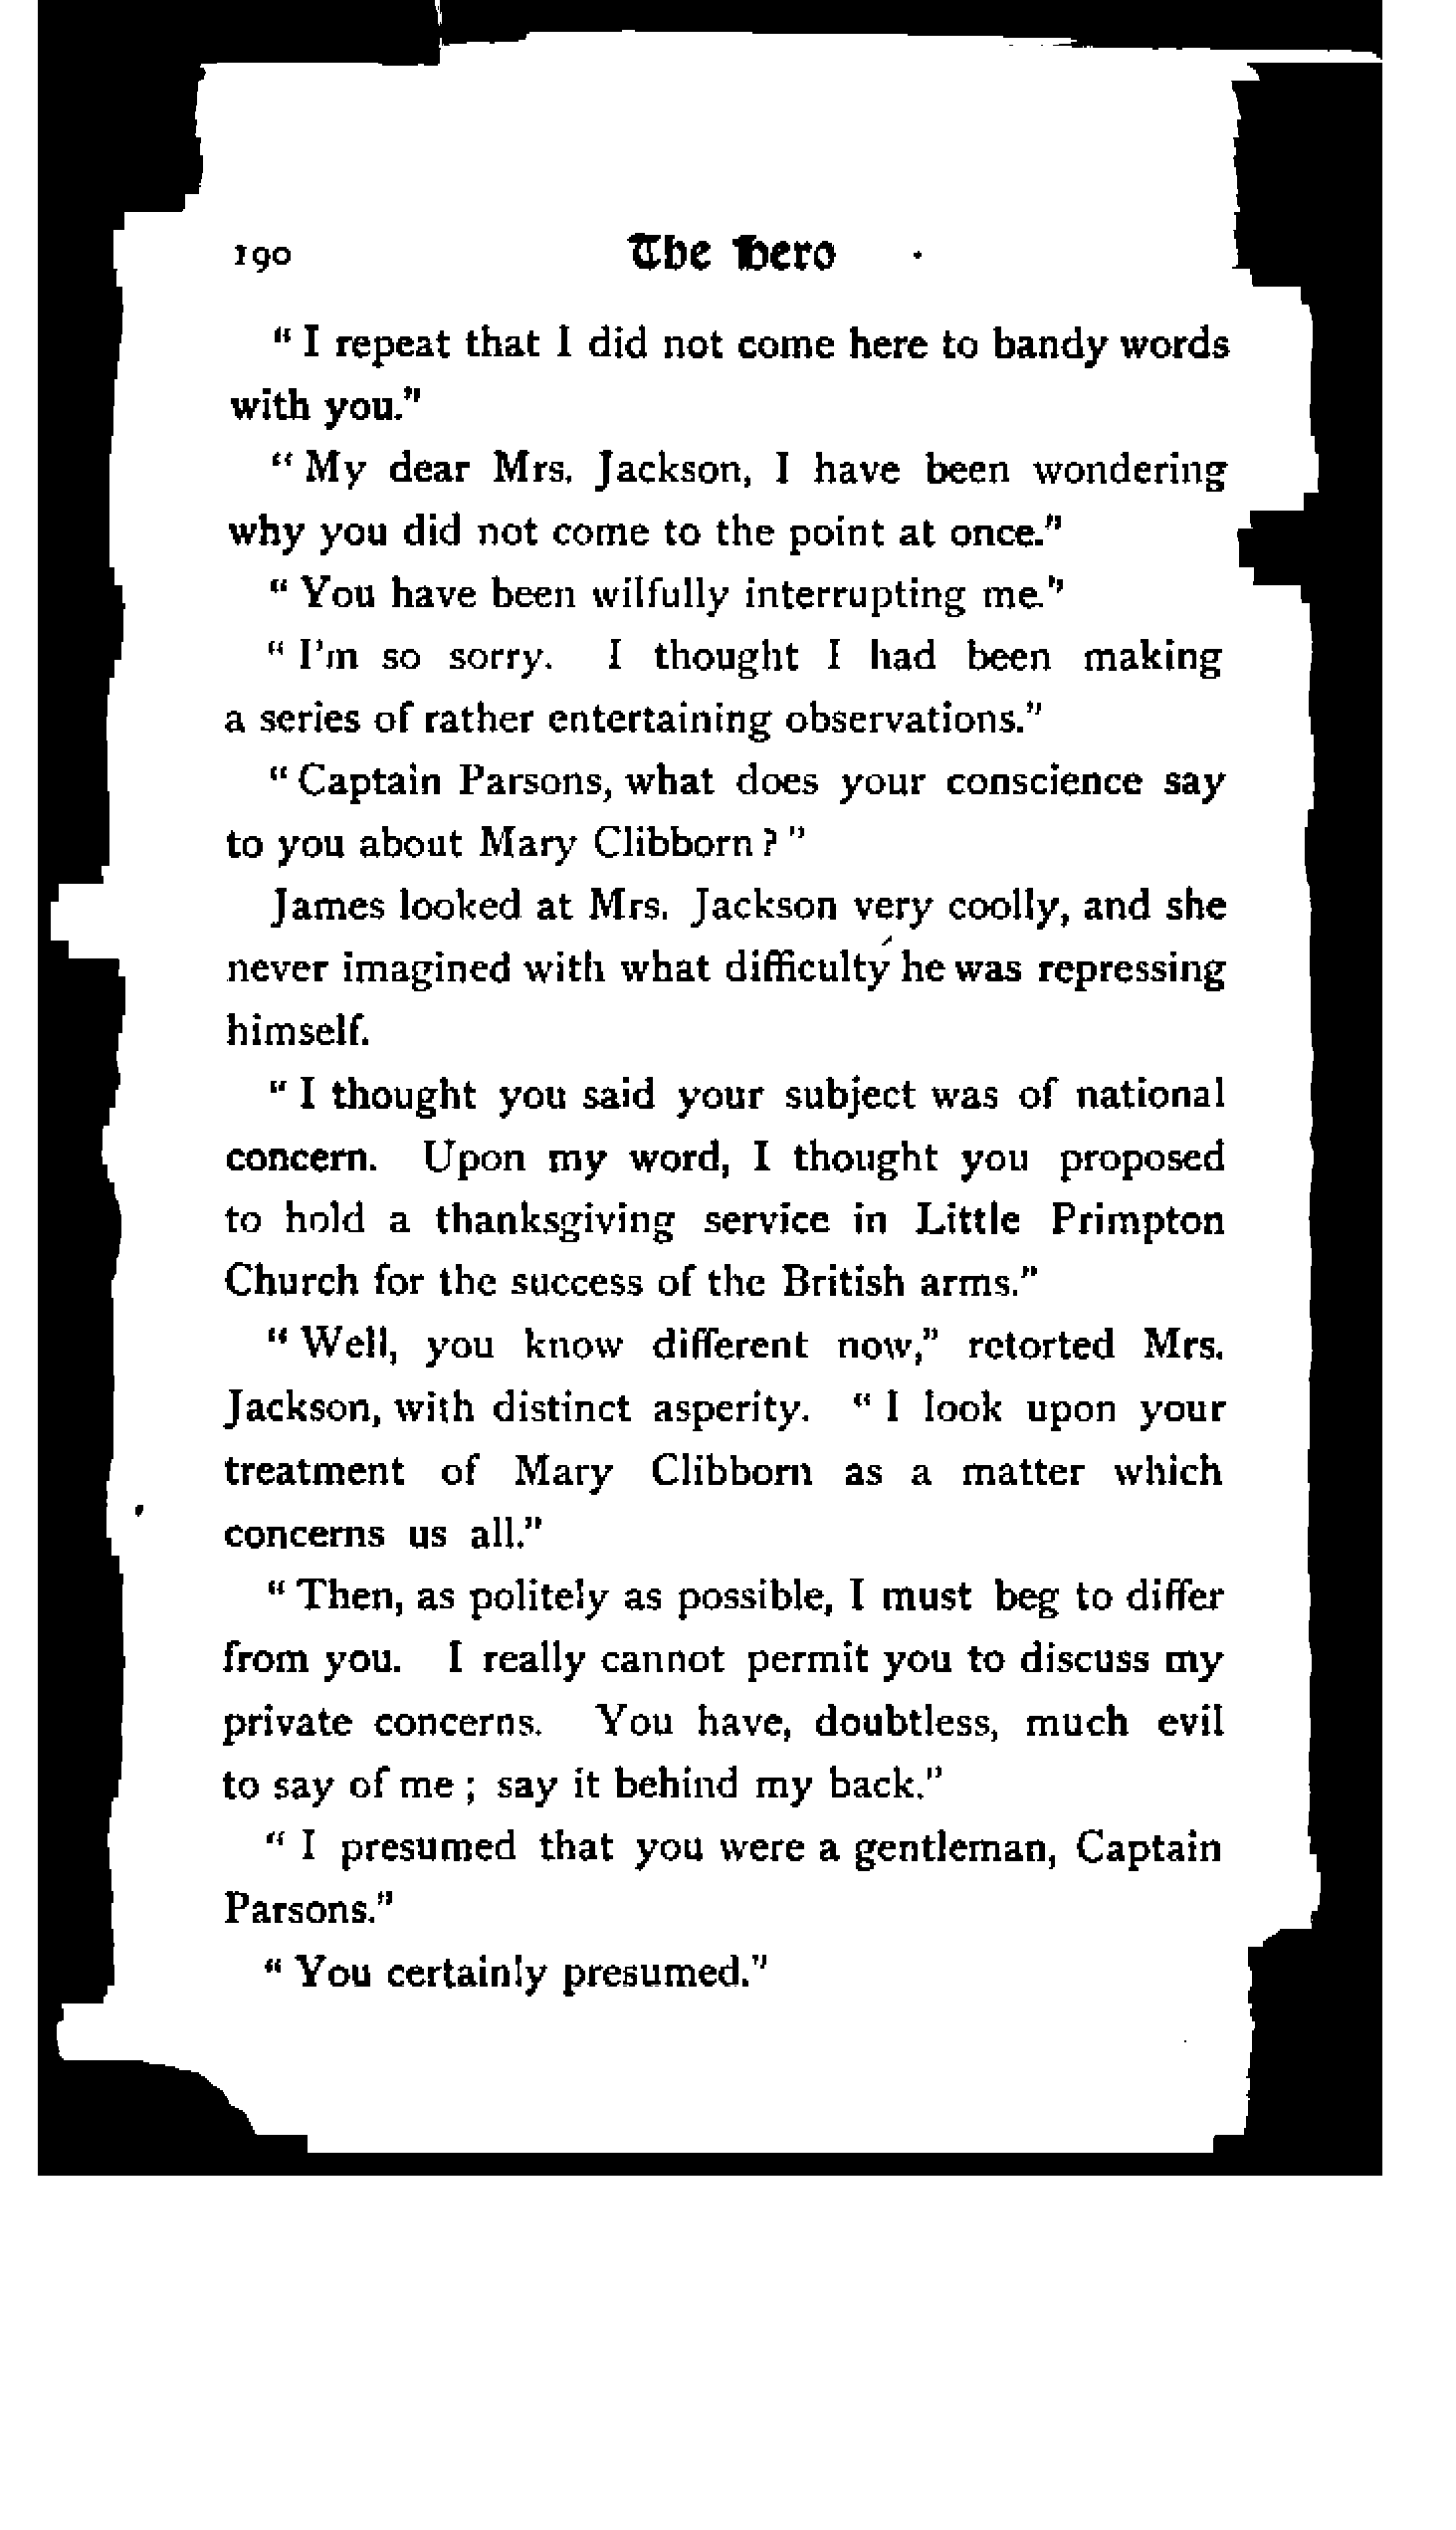 190
The Hero
“ I repeat that I did not come here to bandy words
with you.”
“ My dear Mrs. Jackson, I have been wondering
why you did not come to the point at once.”
“ You have been wilfully interrupting me.”
“ I’m so sorry. I thought I had been making
a series of rather entertaining observations.”
“ Captain Parsons, what does your conscience say
to you about Mary Clibborn ? ”
James looked at Mrs. Jackson very coolly, and she
never imagined with what difficulty he was repressing
himself.
“ I thought you said your subject was of national
concern. Upon my word, I thought you proposed
to hold a thanksgiving service in Little Primpton
Church for the success of the British arms.”
“ Well, you know different now,” retorted Mrs.
Jackson, with distinct asperity. “ I look upon your
treatment of Mary Clibborn as a matter which
concerns us all.”
“ Then, as politely as possible, I must beg to differ
from you. I really cannot permit you to discuss my
private concerns. You have, doubtless, much evil
to say of me ; say it behind my back.”
“ I presumed that you were a gentleman, Captain
Parsons.”
“ You certainly presumed.”